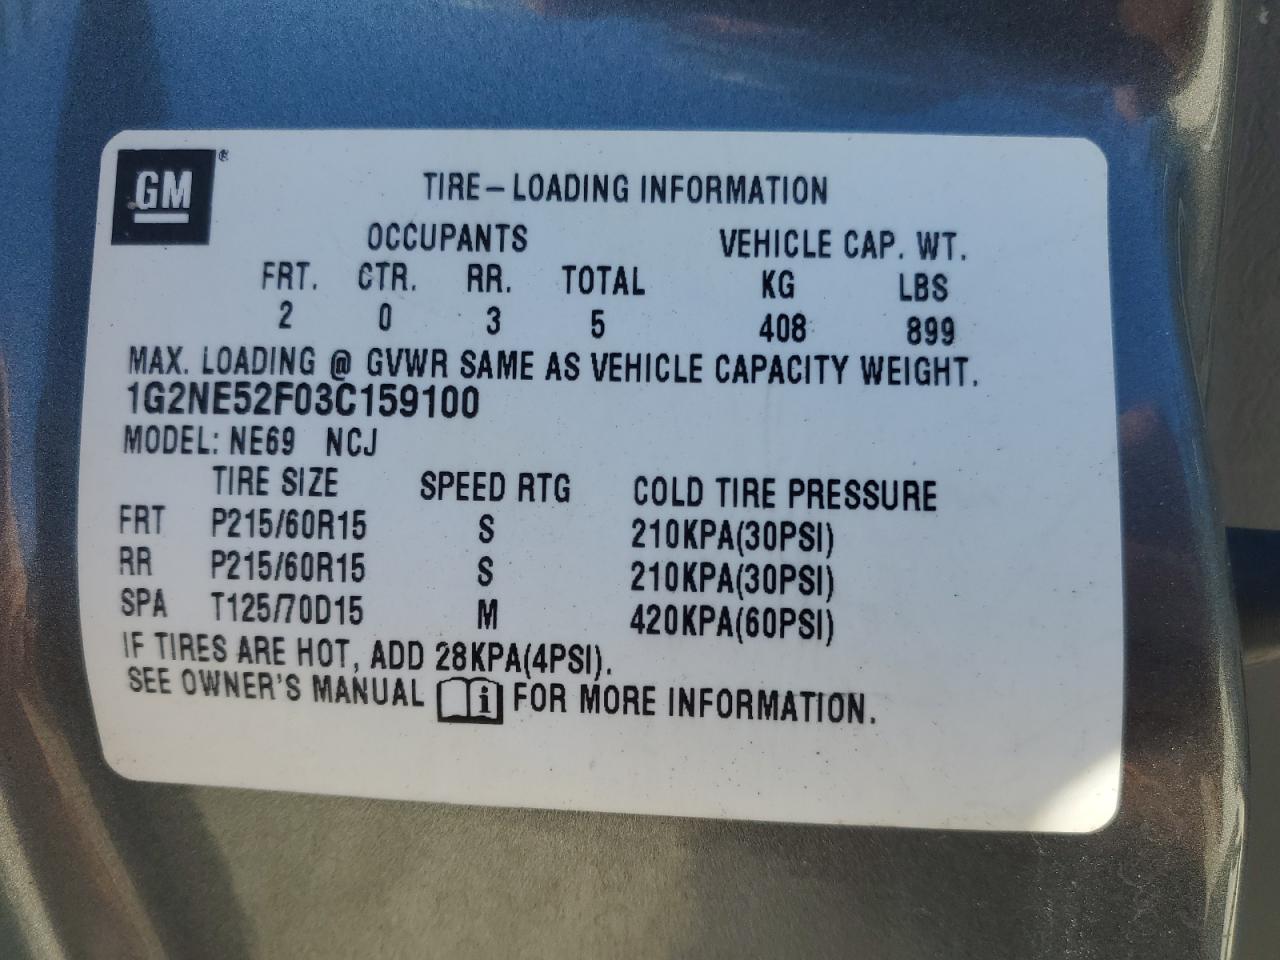 GM®
TIRE-LOADING INFORMATION
OCCUPANTS VEHICLE CAP. WT.
FRT. CTR. RR. TOTAL KG LBS
2 0 3 5 408 899
MAX. LOADING @ GVWR SAME AS VEHICLE CAPACITY WEIGHT.
1G2NE52F03C159100
MODEL: NE69 NCJ
TIRE SIZE SPEED RTG COLD TIRE PRESSURE
FRT P215/60R15 S 210KPA(30PSI)
RR P215/60R15 S 210KPA(30PSI)
SPA T125/70D15 M 420KPA(60PSI)
IF TIRES ARE HOT, ADD 28KPA(4PSI).
SEE OWNER'S MANUAL i FOR MORE INFORMATION.